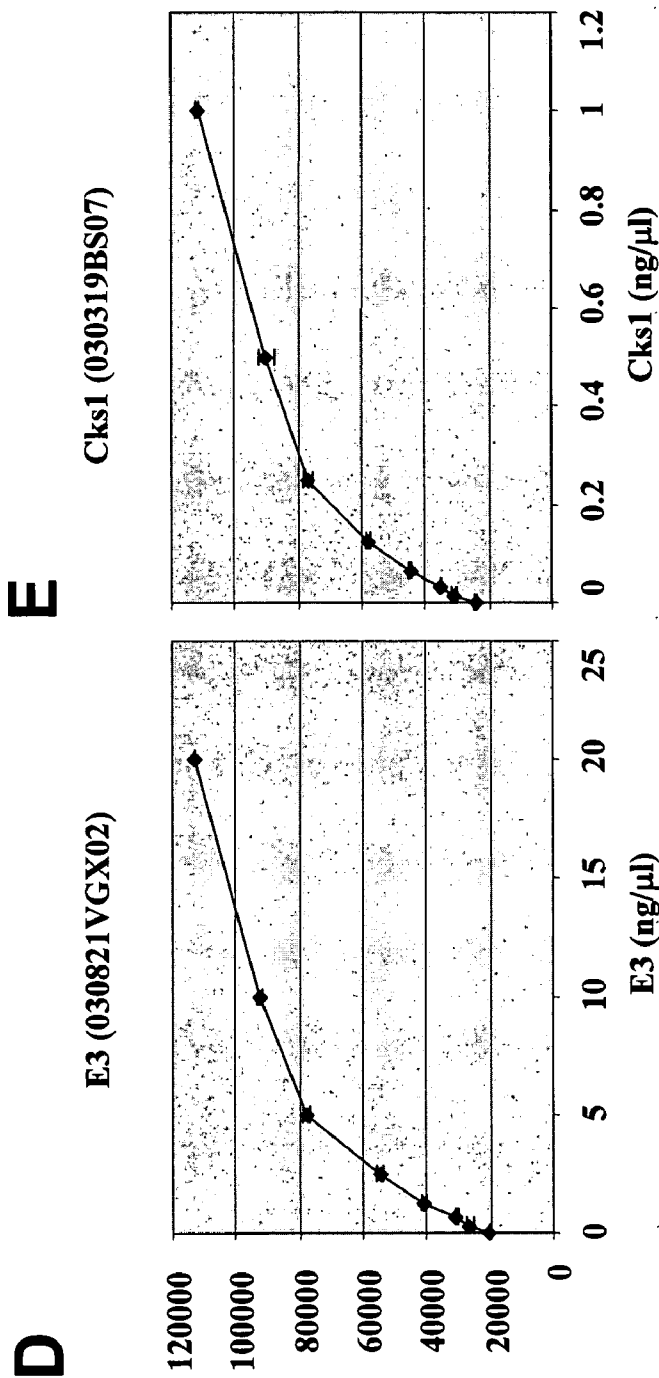 D
E3 (030821VGX02)
120000
100000
80000
60000
40000
20000
0
0 5 10 15 20 25
E3 (ng/µl)
E
Cks1 (030319BS07)
0 0.2 0.4 0.6 0.8 1 1.2
Cks1 (ng/µl)